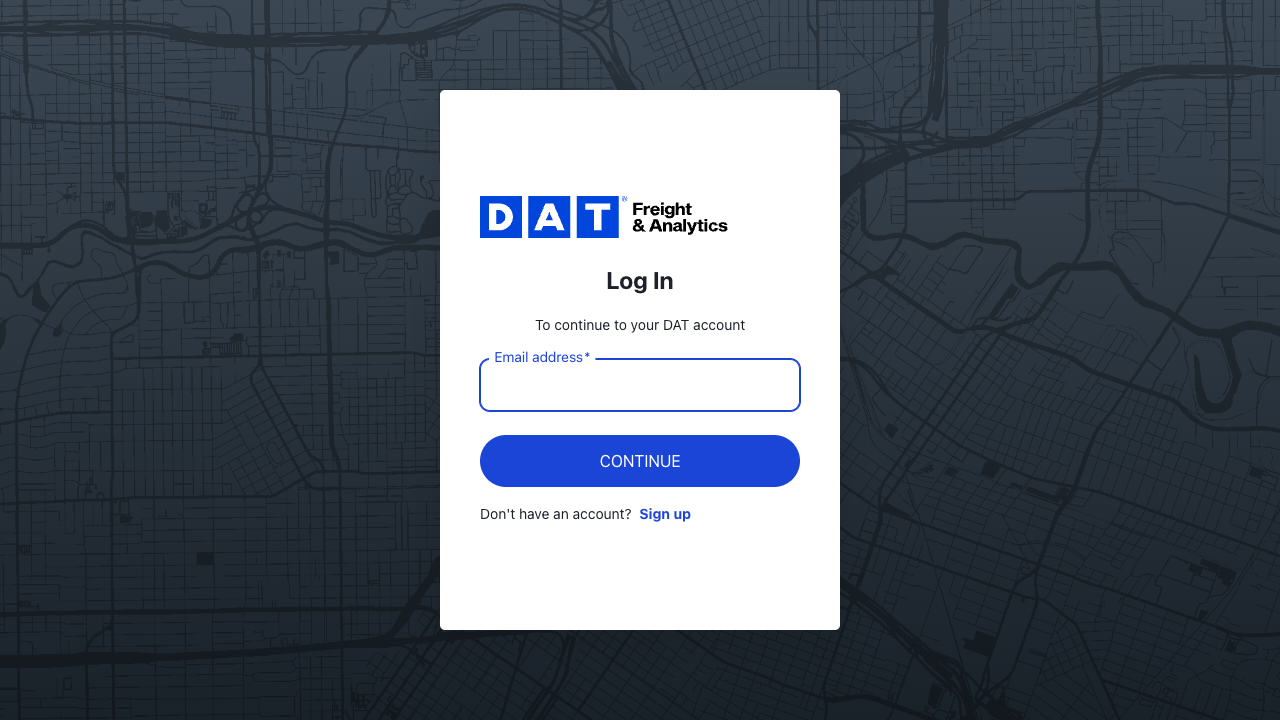 DAT Freight
& Analytics
Log In
To continue to your DAT account
Email address*
CONTINUE
Don't have an account? Sign up